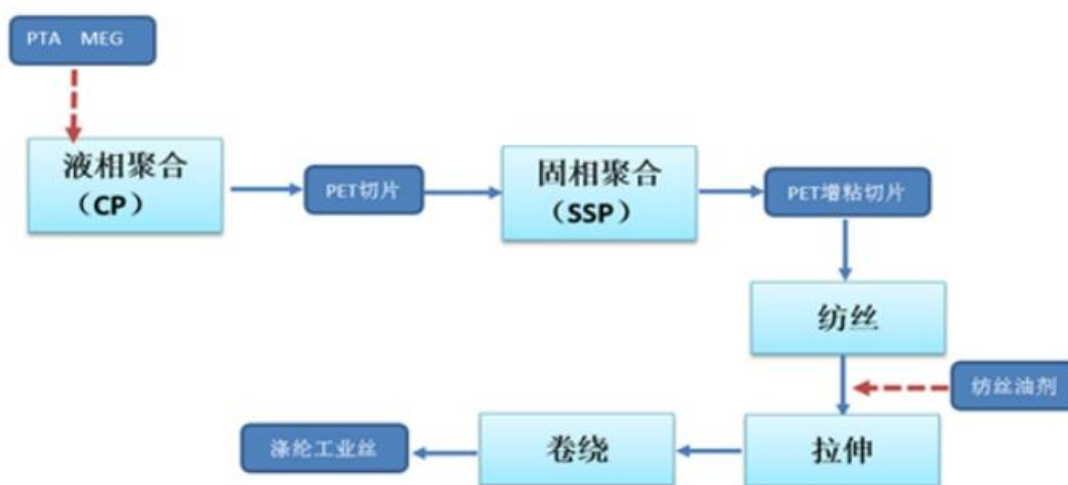 PTA MEG
液相聚合
（CP）
PET切片
固相聚合
（SSP）
PET增粘切片
纺丝
纺丝油剂
拉伸
卷绕
涤纶工业丝